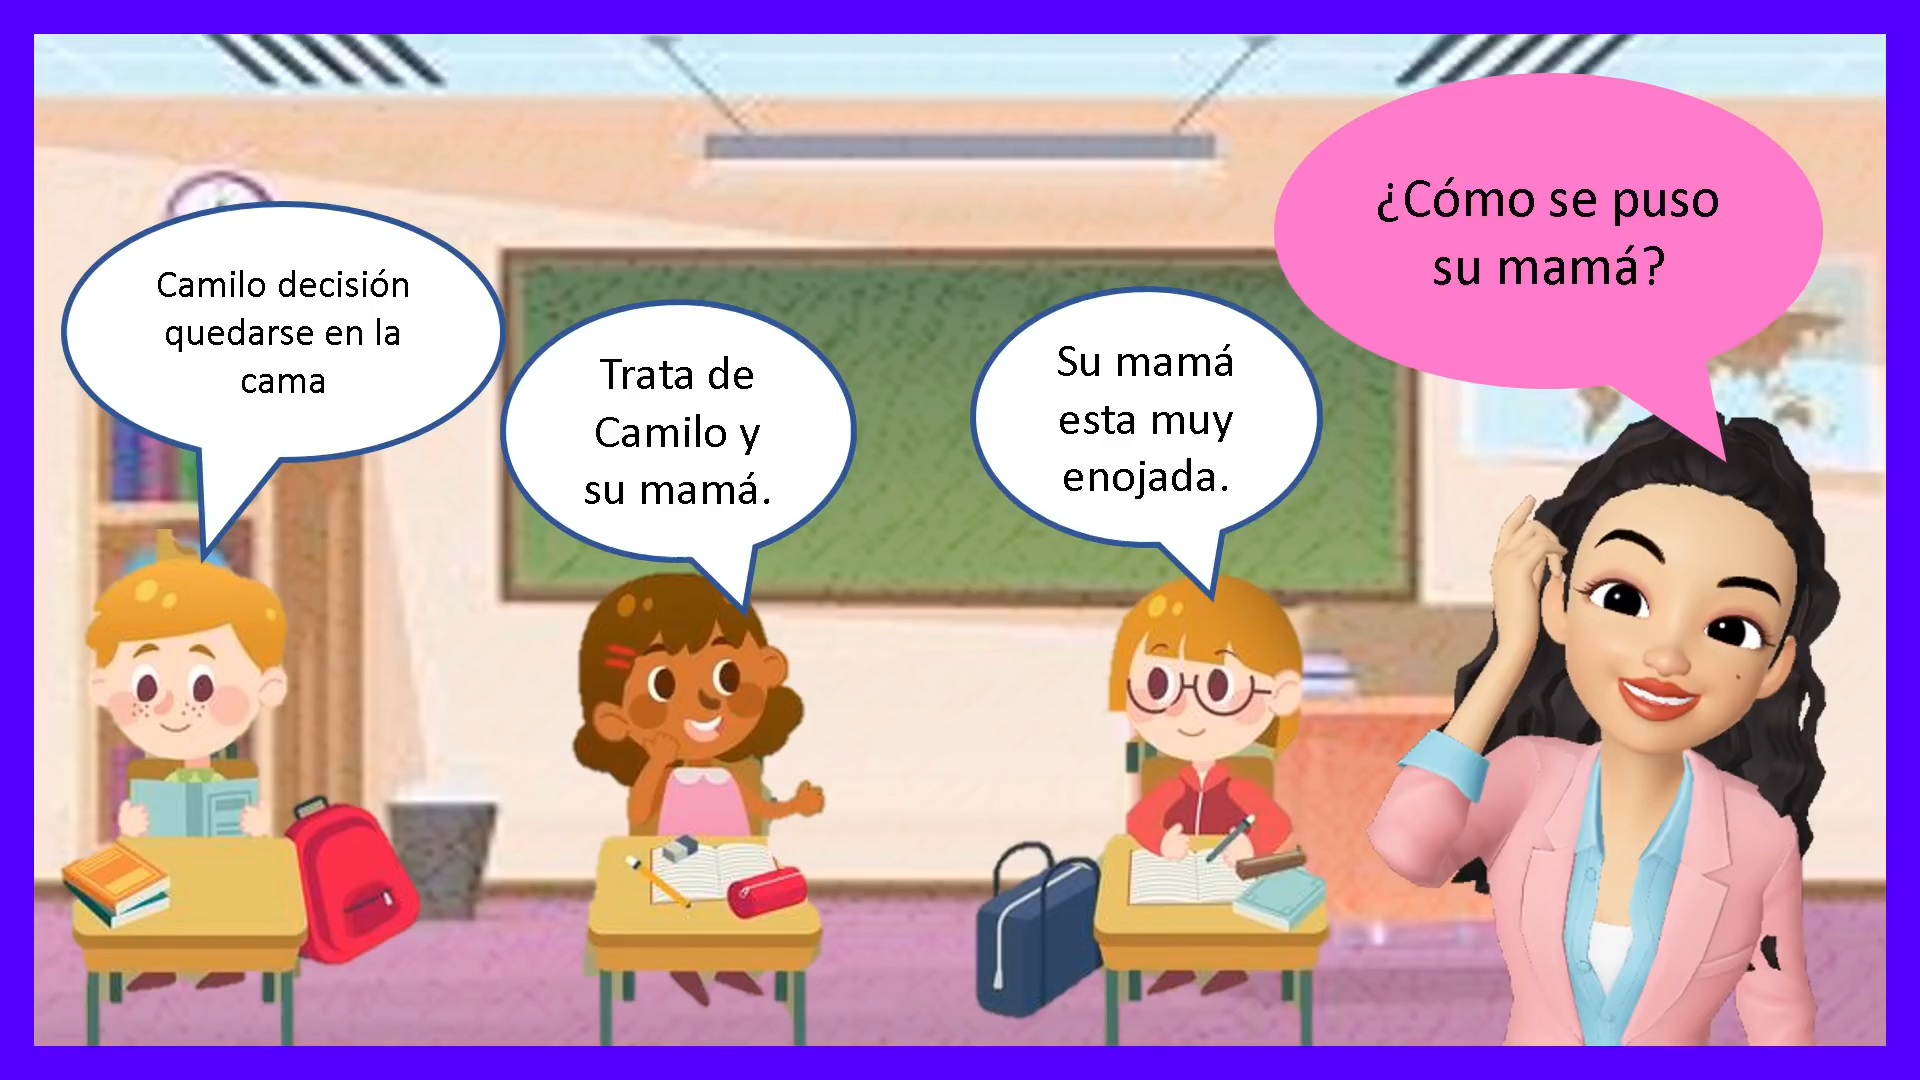 Camilo decisión
quedarse en la
cama
Trata de
Camilo y
su mamá.
Su mamá
esta muy
enojada.
¿Cómo se puso
su mamá?